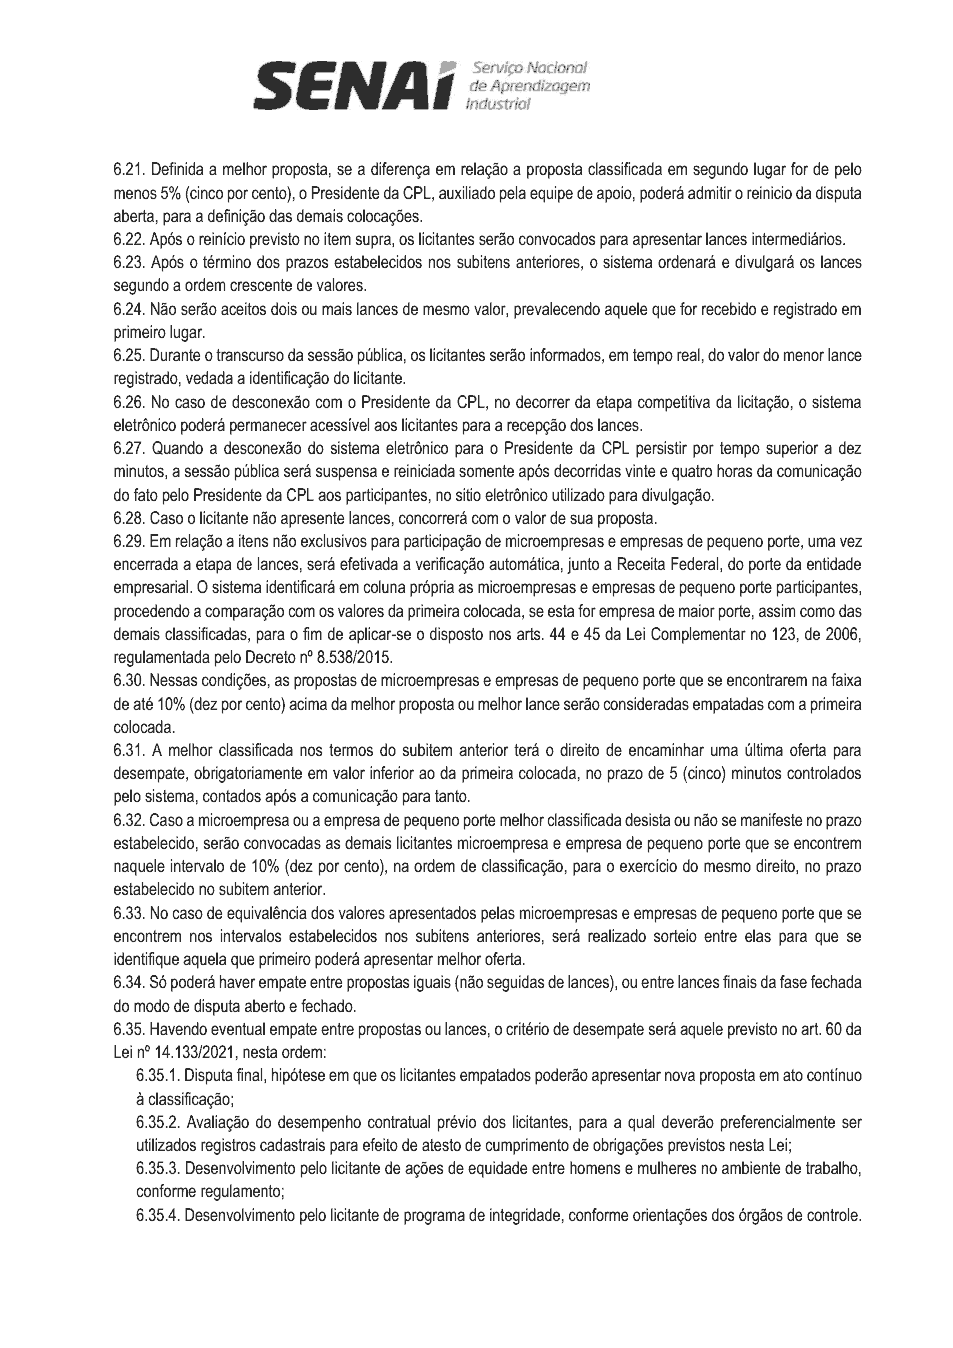 SENAI Serviço Nacional
de Aprendizagem
Industrial
6.21. Definida a melhor proposta, se a diferença em relação a proposta classificada em segundo lugar for de pelo
menos 5% (cinco por cento), o Presidente da CPL, auxiliado pela equipe de apoio, poderá admitir o reinicio da disputa
aberta, para a definição das demais colocações.
6.22. Após o reinício previsto no item supra, os licitantes serão convocados para apresentar lances intermediários.
6.23. Após o término dos prazos estabelecidos nos subitens anteriores, o sistema ordenará e divulgará os lances
segundo a ordem crescente de valores.
6.24. Não serão aceitos dois ou mais lances de mesmo valor, prevalecendo aquele que for recebido e registrado em
primeiro lugar.
6.25. Durante o transcurso da sessão pública, os licitantes serão informados, em tempo real, do valor do menor lance
registrado, vedada a identificação do licitante.
6.26. No caso de desconexão com o Presidente da CPL, no decorrer da etapa competitiva da licitação, o sistema
eletrônico poderá permanecer acessível aos licitantes para a recepção dos lances.
6.27. Quando a desconexão do sistema eletrônico para o Presidente da CPL persistir por tempo superior a dez
minutos, a sessão pública será suspensa e reiniciada somente após decorridas vinte e quatro horas da comunicação
do fato pelo Presidente da CPL aos participantes, no sitio eletrônico utilizado para divulgação.
6.28. Caso o licitante não apresente lances, concorrerá com o valor de sua proposta.
6.29. Em relação a itens não exclusivos para participação de microempresas e empresas de pequeno porte, uma vez
encerrada a etapa de lances, será efetivada a verificação automática, junto a Receita Federal, do porte da entidade
empresarial. O sistema identificará em coluna própria as microempresas e empresas de pequeno porte participantes,
procedendo a comparação com os valores da primeira colocada, se esta for empresa de maior porte, assim como das
demais classificadas, para o fim de aplicar-se o disposto nos arts. 44 e 45 da Lei Complementar no 123, de 2006,
regulamentada pelo Decreto nº 8.538/2015.
6.30. Nessas condições, as propostas de microempresas e empresas de pequeno porte que se encontrarem na faixa
de até 10% (dez por cento) acima da melhor proposta ou melhor lance serão consideradas empatadas com a primeira
colocada.
6.31. A melhor classificada nos termos do subitem anterior terá o direito de encaminhar uma última oferta para
desempate, obrigatoriamente em valor inferior ao da primeira colocada, no prazo de 5 (cinco) minutos controlados
pelo sistema, contados após a comunicação para tanto.
6.32. Caso a microempresa ou a empresa de pequeno porte melhor classificada desista ou não se manifeste no prazo
estabelecido, serão convocadas as demais licitantes microempresa e empresa de pequeno porte que se encontrem
naquele intervalo de 10% (dez por cento), na ordem de classificação, para o exercício do mesmo direito, no prazo
estabelecido no subitem anterior.
6.33. No caso de equivalência dos valores apresentados pelas microempresas e empresas de pequeno porte que se
encontrem nos intervalos estabelecidos nos subitens anteriores, será realizado sorteio entre elas para que se
identifique aquela que primeiro poderá apresentar melhor oferta.
6.34. Só poderá haver empate entre propostas iguais (não seguidas de lances), ou entre lances finais da fase fechada
do modo de disputa aberto e fechado.
6.35. Havendo eventual empate entre propostas ou lances, o critério de desempate será aquele previsto no art. 60 da
Lei nº 14.133/2021, nesta ordem:
6.35.1. Disputa final, hipótese em que os licitantes empatados poderão apresentar nova proposta em ato contínuo
à classificação;
6.35.2. Avaliação do desempenho contratual prévio dos licitantes, para a qual deverão preferencialmente ser
utilizados registros cadastrais para efeito de atesto de cumprimento de obrigações previstos nesta Lei;
6.35.3. Desenvolvimento pelo licitante de ações de equidade entre homens e mulheres no ambiente de trabalho,
conforme regulamento;
6.35.4. Desenvolvimento pelo licitante de programa de integridade, conforme orientações dos órgãos de controle.